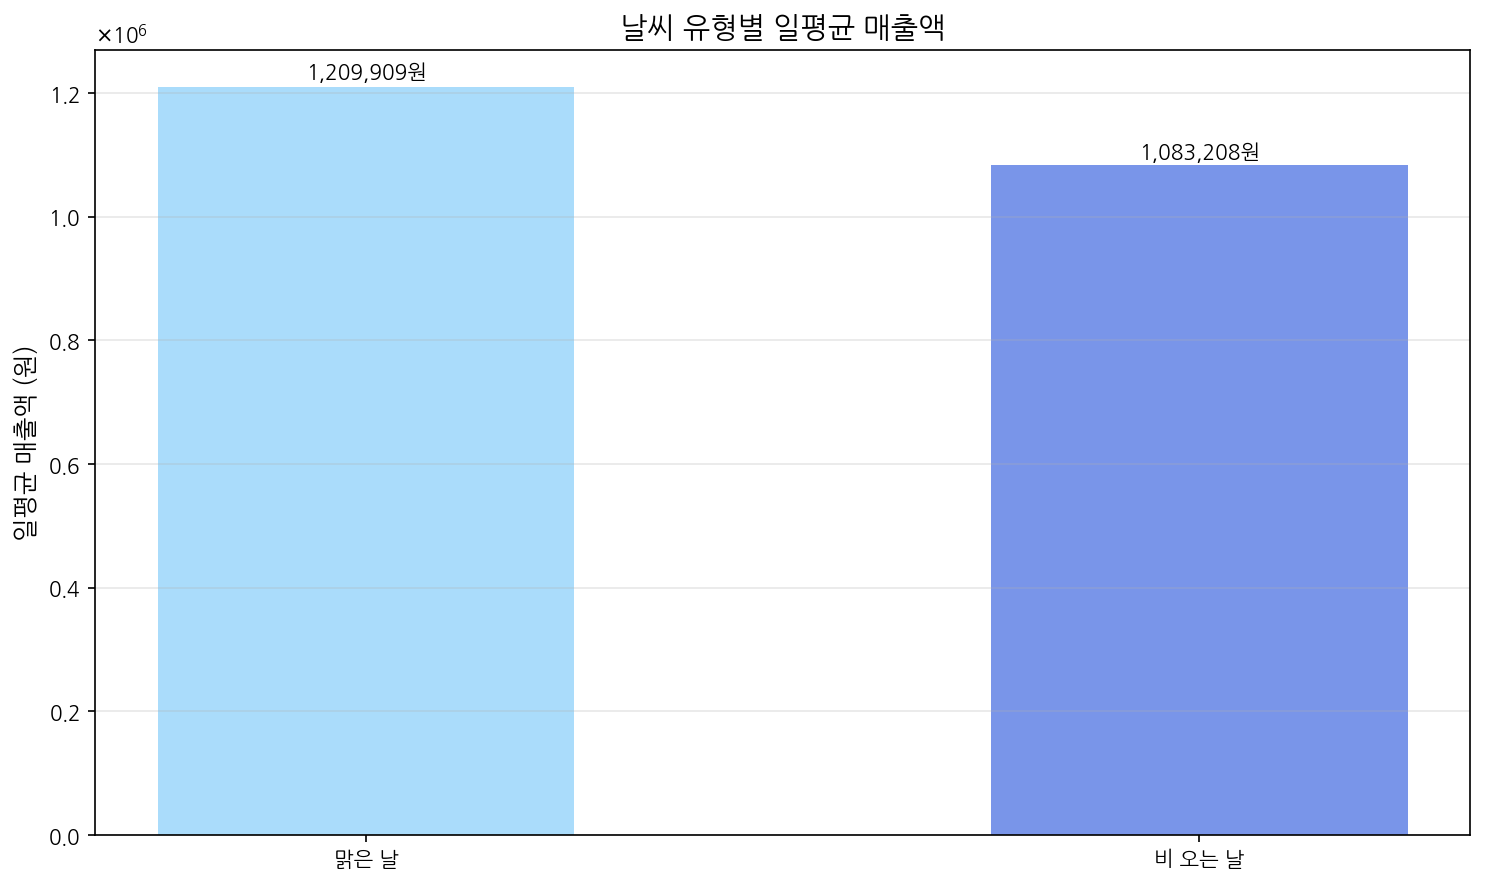 날씨 유형별 일평균 매출액
×10⁶
1,209,909원
1,083,208원
1.2
1.0
0.8
0.6
0.4
0.2
0.0
일평균 매출액 (원)
맑은 날
비 오는 날